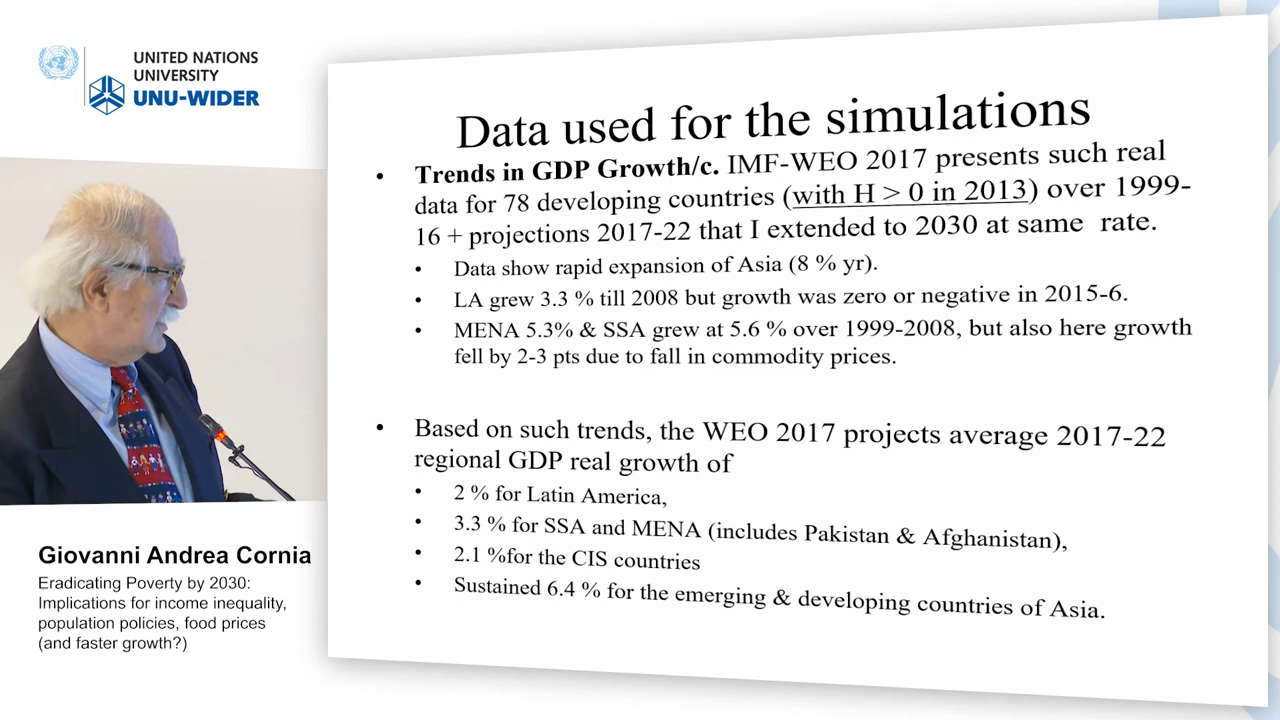 UNITED NATIONS
UNIVERSITY
UNU-WIDER
Data used for the simulations
• Trends in GDP Growth/c. IMF-WEO 2017 presents such real
data for 78 developing countries (with H > 0 in 2013) over 1999-
16 + projections 2017-22 that I extended to 2030 at same rate.
• Data show rapid expansion of Asia (8 % yr).
• LA grew 3.3 % till 2008 but growth was zero or negative in 2015-6.
• MENA 5.3% & SSA grew at 5.6 % over 1999-2008, but also here growth
fell by 2-3 pts due to fall in commodity prices.
• Based on such trends, the WEO 2017 projects average 2017-22
regional GDP real growth of
• 2 % for Latin America,
• 3.3 % for SSA and MENA (includes Pakistan & Afghanistan),
• 2.1 %for the CIS countries
• Sustained 6.4 % for the emerging & developing countries of Asia.
Giovanni Andrea Cornia
Eradicating Poverty by 2030:
Implications for income inequality,
population policies, food prices
(and faster growth?)